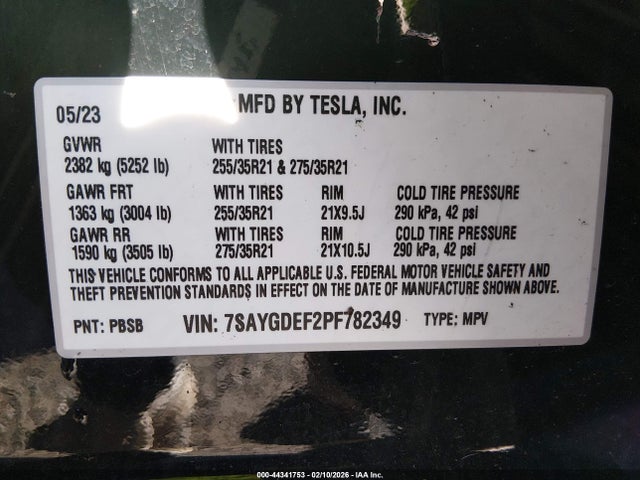 05/23 MFD BY TESLA, INC.
GVWR WITH TIRES
2382 kg (5252 lb) 255/35R21 & 275/35R21
GAWR FRT WITH TIRES RIM COLD TIRE PRESSURE
1363 kg (3004 lb) 255/35R21 21X9.5J 290 kPa, 42 psi
GAWR RR WITH TIRES RIM COLD TIRE PRESSURE
1590 kg (3505 lb) 275/35R21 21X10.5J 290 kPa, 42 psi
THIS VEHICLE CONFORMS TO ALL APPLICABLE U.S. FEDERAL MOTOR VEHICLE SAFETY AND
THEFT PREVENTION STANDARDS IN EFFECT ON THE DATE OF MANUFACTURE SHOWN ABOVE.
PNT: PBSB VIN: 7SAYGDEF2PF782349 TYPE: MPV
000-44341753 - 02/10/2026 - IAA Inc.